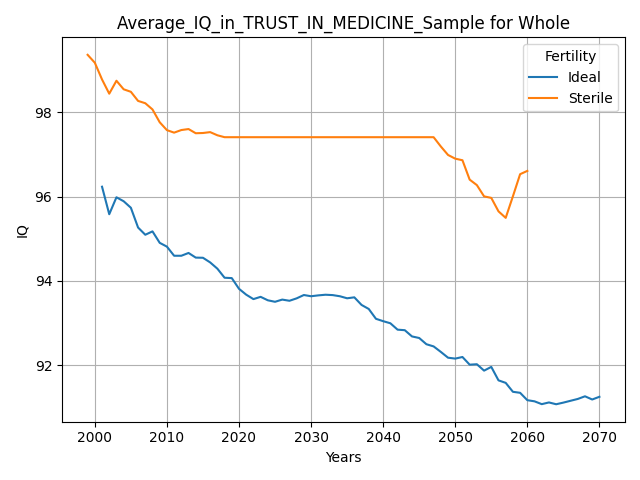 Average_IQ_in_TRUST_IN_MEDICINE_Sample for Whole
Fertility
Ideal
Sterile
98
96
94
92
IQ
2000 2010 2020 2030 2040 2050 2060 2070
Years